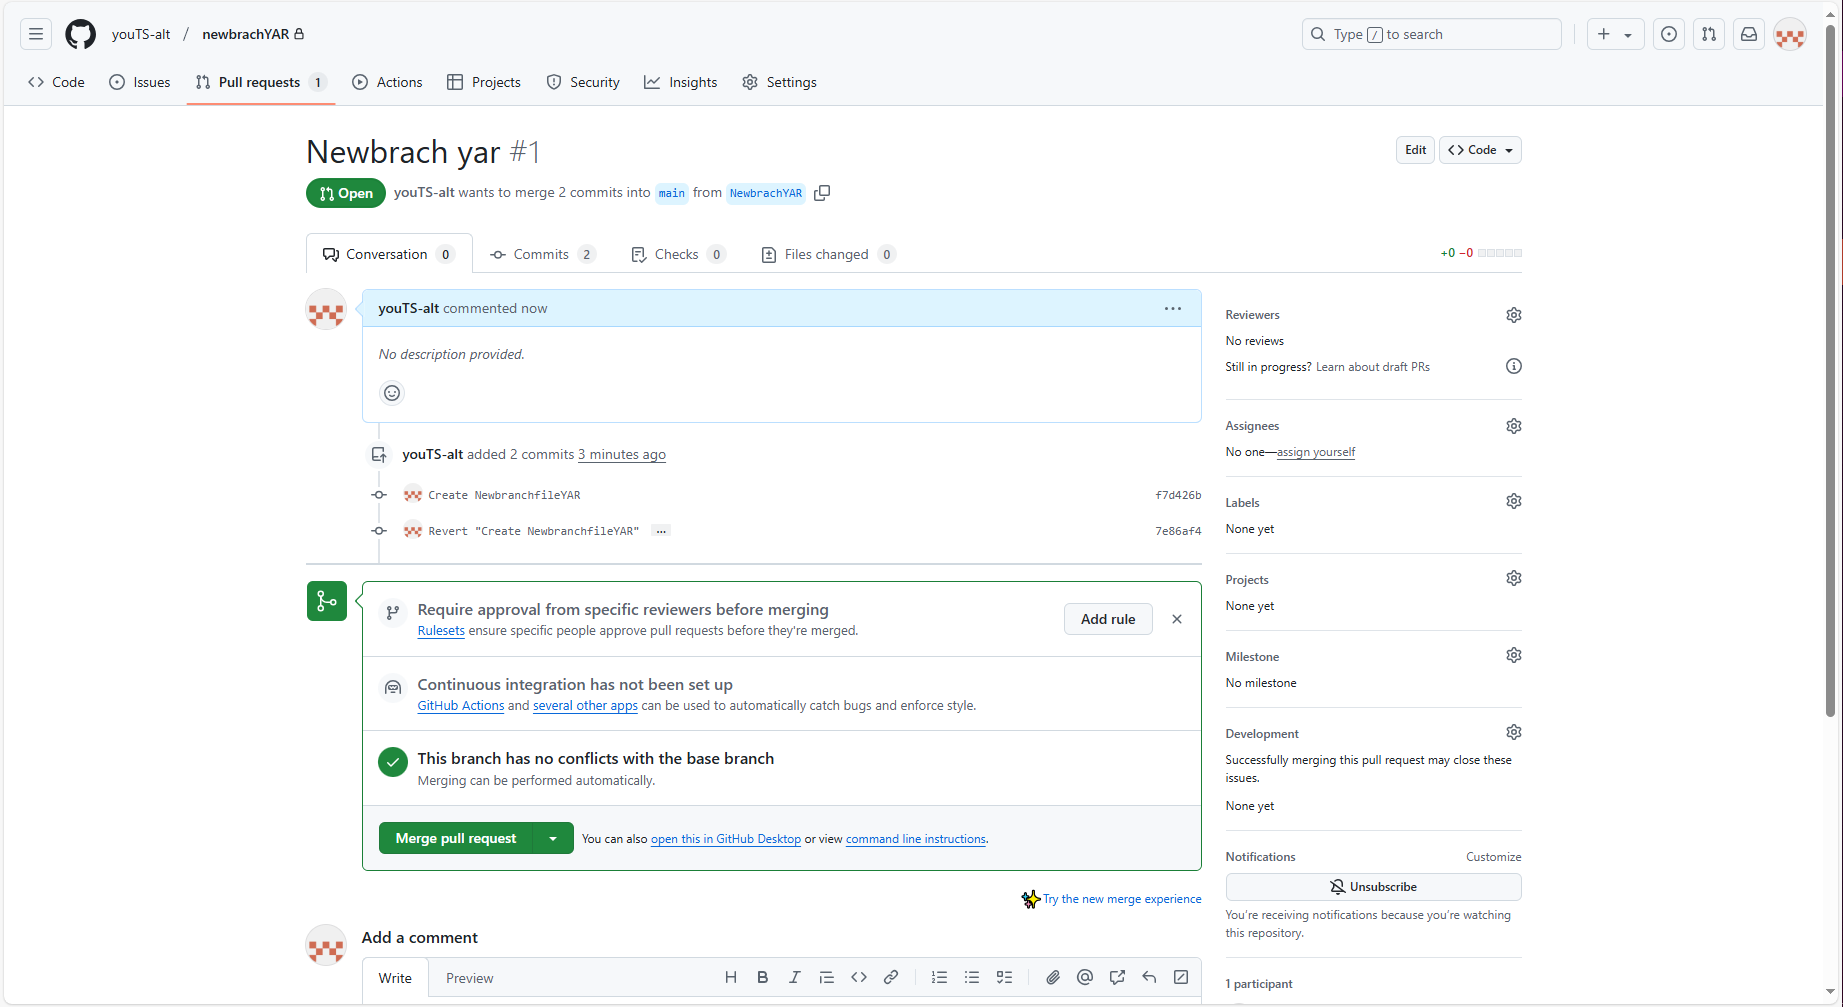 youTS-alt / newbrachYAR
Type / to search
Code Issues Pull requests 1 Actions Projects Security Insights Settings
Newbrach yar #1
Edit
Code
Open
youTS-alt wants to merge 2 commits into main from NewbrachYAR
Conversation 0
Commits 2
Checks 0
Files changed 0
+0 −0
youTS-alt commented now
No description provided.
youTS-alt added 2 commits 3 minutes ago
Create NewbranchfileYAR
f7d426b
Revert "Create NewbranchfileYAR" …
7e86af4
Require approval from specific reviewers before merging
Rulesets ensure specific people approve pull requests before they're merged.
Add rule
Continuous integration has not been set up
GitHub Actions and several other apps can be used to automatically catch bugs and enforce style.
This branch has no conflicts with the base branch
Merging can be performed automatically.
Merge pull request
You can also open this in GitHub Desktop or view command line instructions.
Try the new merge experience
Add a comment
Write
Preview
Reviewers
No reviews
Still in progress? Learn about draft PRs
Assignees
No one—assign yourself
Labels
None yet
Projects
None yet
Milestone
No milestone
Development
Successfully merging this pull request may close these
issues.
None yet
Notifications
Customize
Unsubscribe
You're receiving notifications because you're watching
this repository.
1 participant